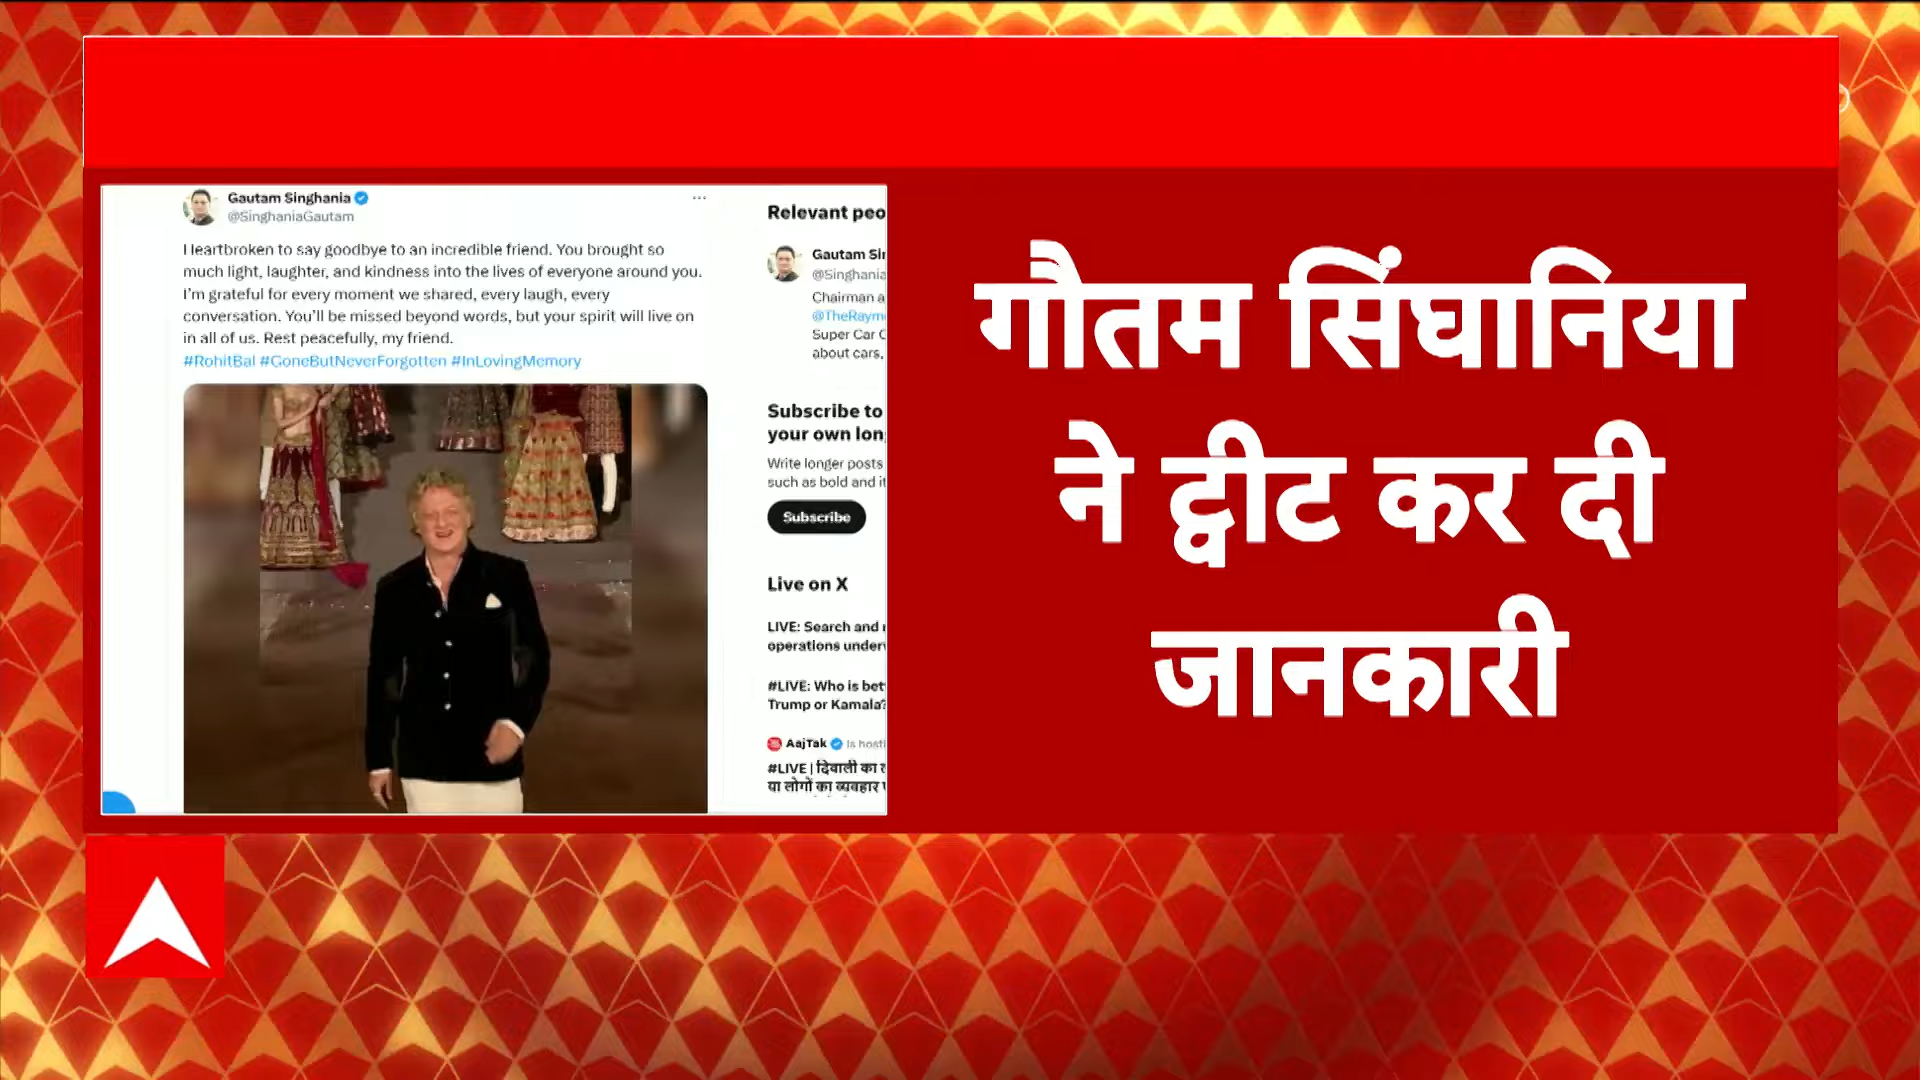 Gautam Singhania
@SinghaniaGautam
Heartbroken to say goodbye to an incredible friend. You brought so
much light, laughter, and kindness into the lives of everyone around you.
I'm grateful for every moment we shared, every laugh, every
conversation. You'll be missed beyond words, but your spirit will live on
in all of us. Rest peacefully, my friend.
#RohitBal #GoneButNeverForgotten #InLovingMemory
Relevant peo
Gautam Si
@Singhania
Chairman a
@TheRaym
Super Car C
about cars,
Subscribe to
your own lon
Write longer posts
such as bold and it
Subscribe
Live on X
LIVE: Search and
operations under
#LIVE: Who is bet
Trump or Kamala?
AajTak is hosti
#LIVE | दिवाली का
या लोगों का व्यवहार
गौतम सिंघानिया
ने ट्वीट कर दी
जानकारी